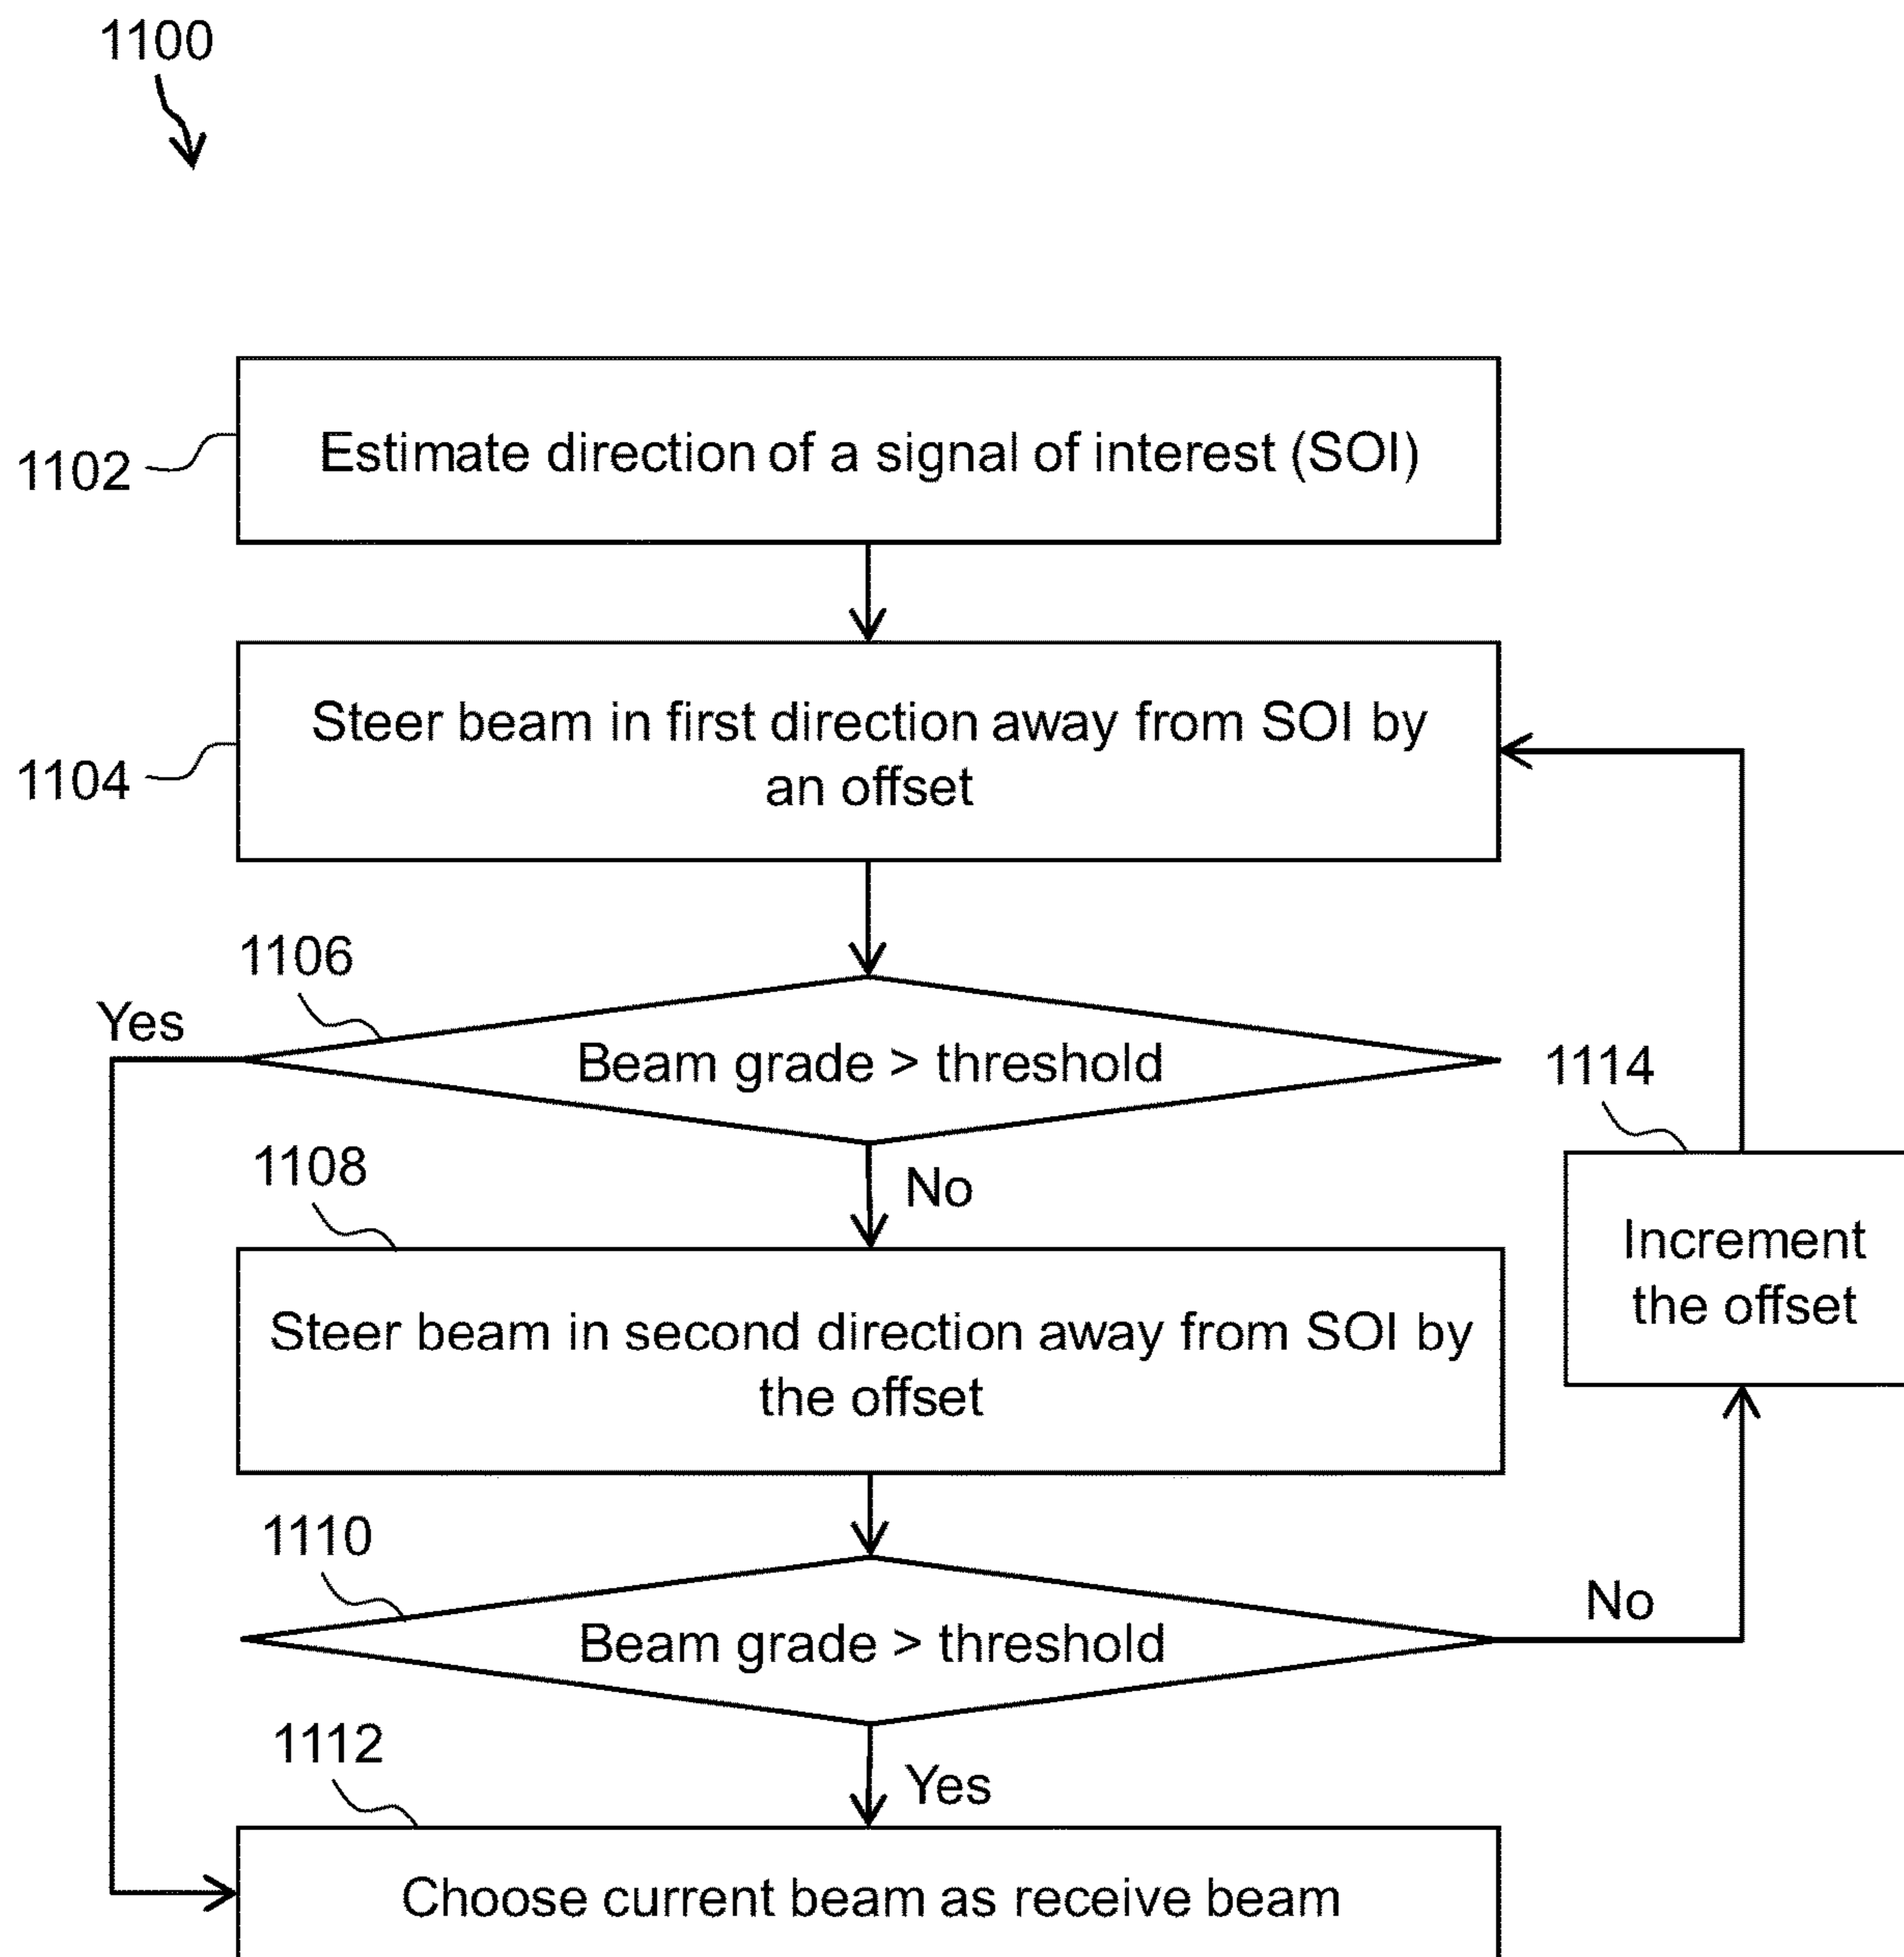 1100
1102
Estimate direction of a signal of interest (SOI)
1104
Steer beam in first direction away from SOI by
an offset
1106
Yes
Beam grade > threshold
1114
1108
No
Increment
the offset
Steer beam in second direction away from SOI by
the offset
1110
No
Beam grade > threshold
1112
Yes
Choose current beam as receive beam